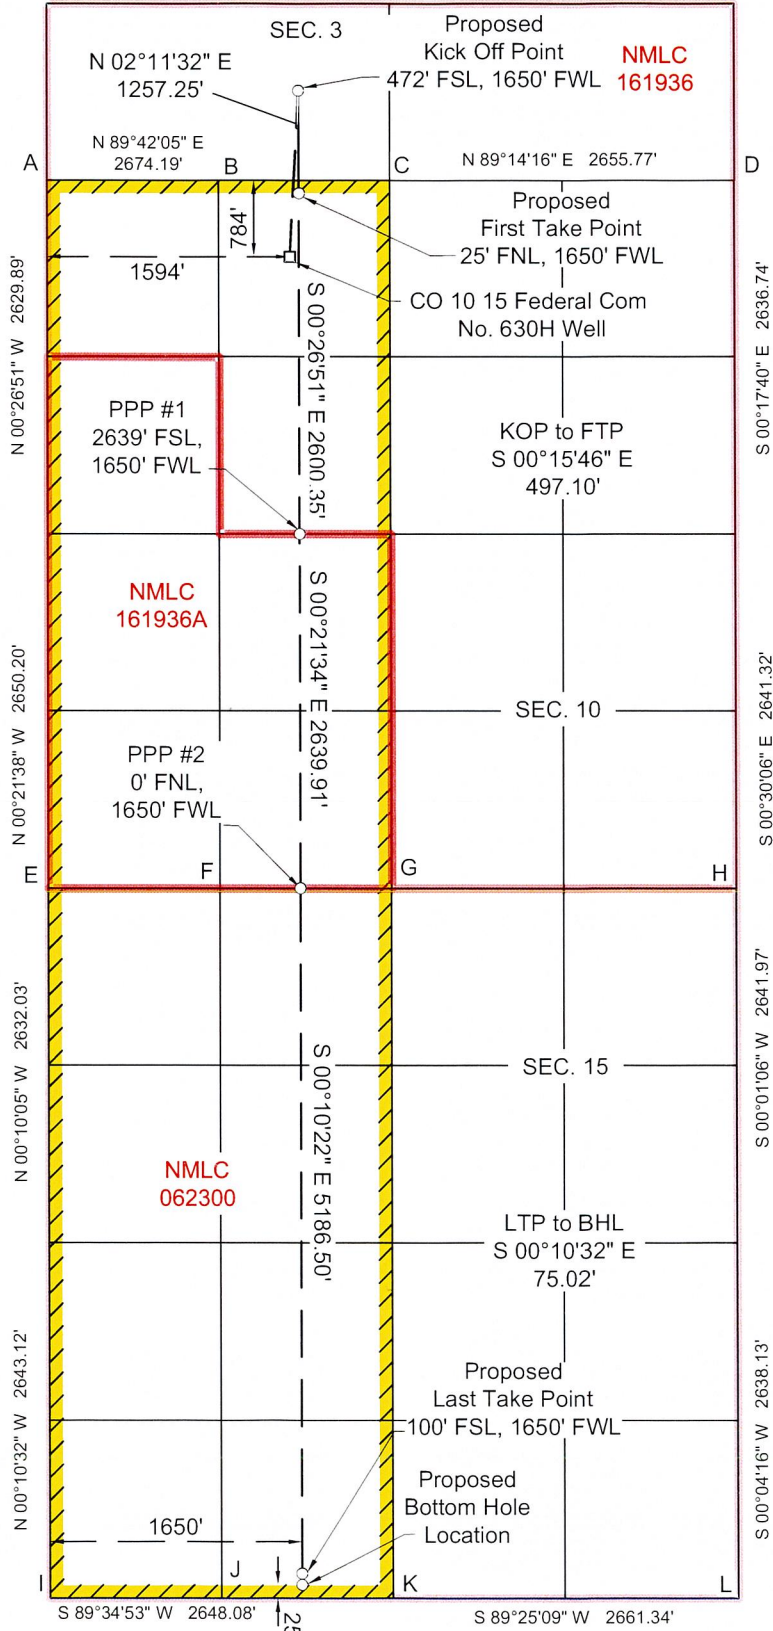 SEC. 3
Proposed
Kick Off Point
472' FSL, 1650' FWL
NMLC
161936
N 02°11'32" E
1257.25'
N 89°42'05" E
2674.19'
A
B
C
N 89°14'16" E 2655.77'
D
784'
1594'
Proposed
First Take Point
25' FNL, 1650' FWL
CO 10 15 Federal Com
No. 630H Well
N 00°26'51" W 2629.89'
S 00°17'40" E 2636.74'
S 00°26'51" E 2600.35'
PPP #1
2639' FSL,
1650' FWL
KOP to FTP
S 00°15'46" E
497.10'
NMLC
161936A
S 00°21'34" E 2639.91'
N 00°21'38" W 2650.20'
SEC. 10
S 00°30'06" E 2641.32'
PPP #2
0' FNL,
1650' FWL
E
F
G
H
N 00°10'05" W 2632.03'
S 00°10'22" E 5186.50'
SEC. 15
S 00°01'06" W 2641.97'
NMLC
062300
LTP to BHL
S 00°10'32" E
75.02'
N 00°10'32" W 2643.12'
S 00°04'16" W 2638.13'
Proposed
Last Take Point
100' FSL, 1650' FWL
Proposed
Bottom Hole
Location
1650'
I
J
K
L
S 89°34'53" W 2648.08'
S 89°25'09" W 2661.34'